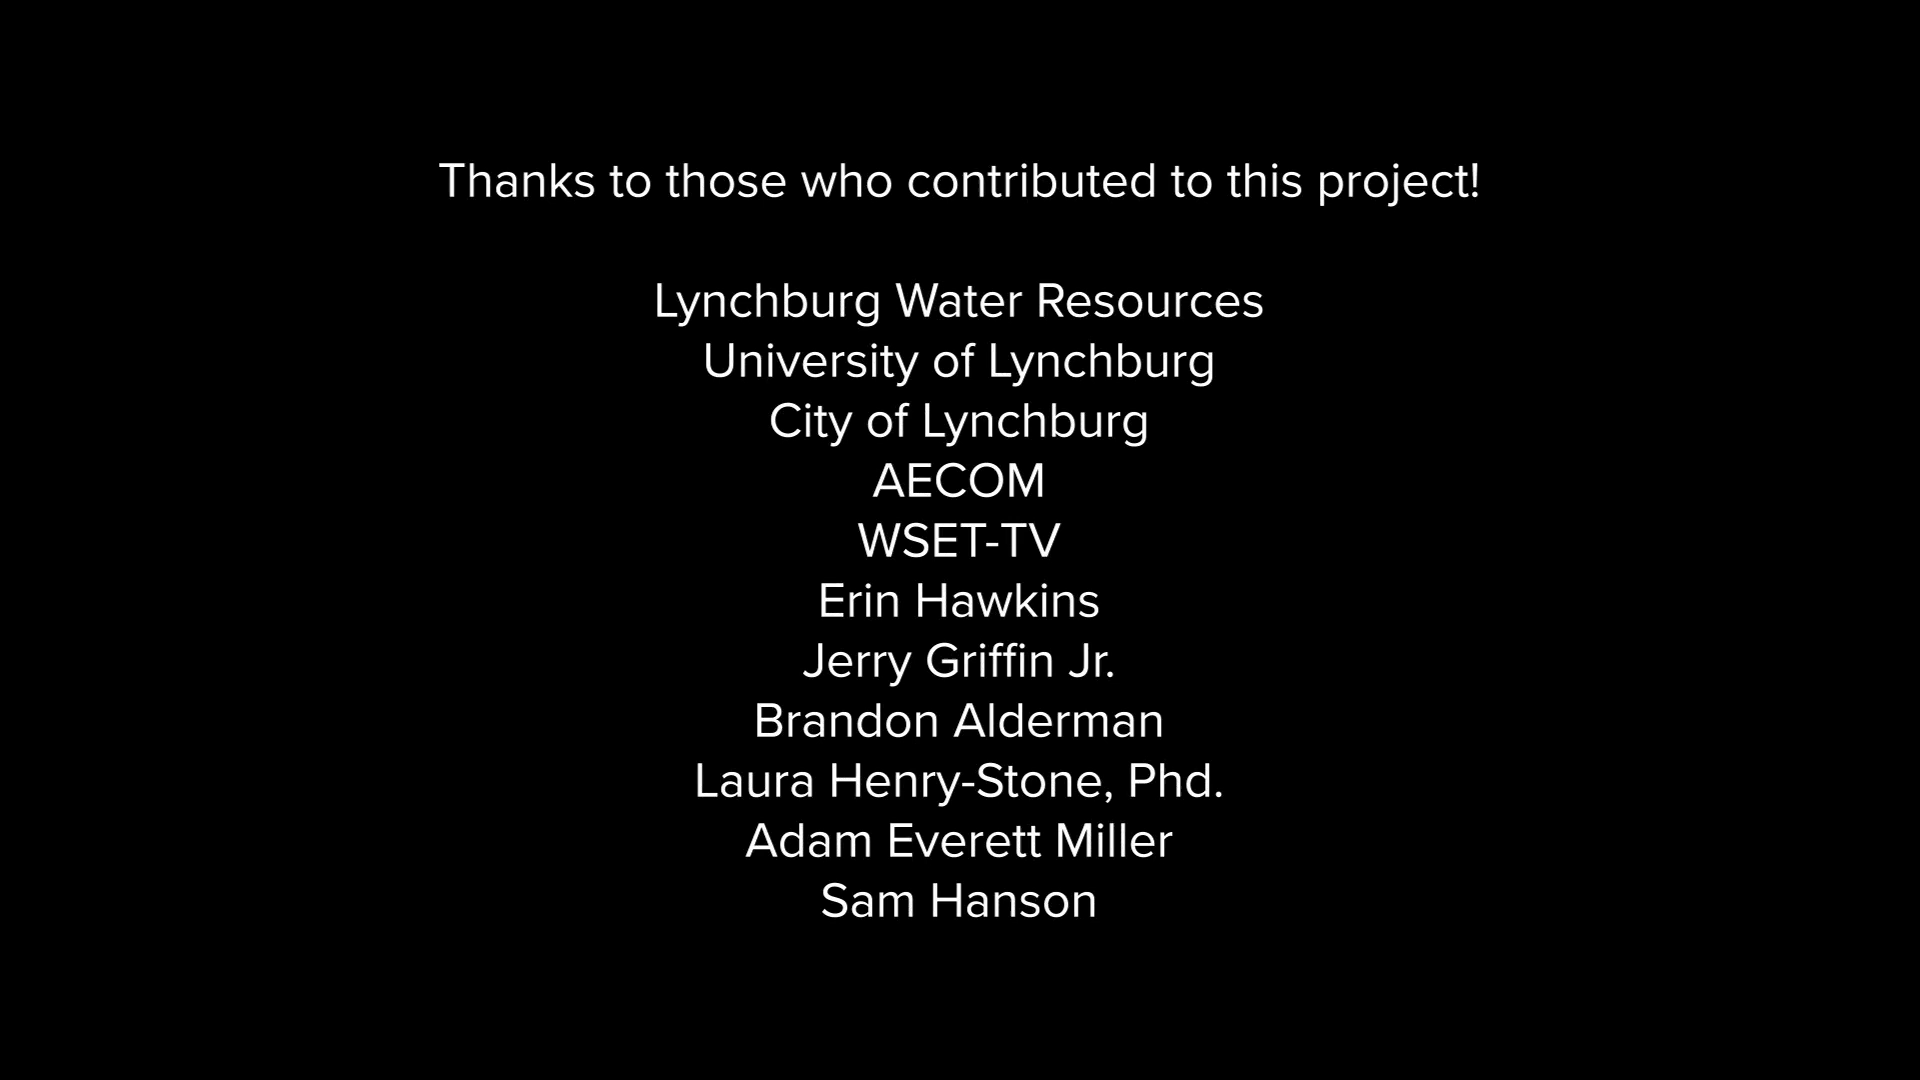 Thanks to those who contributed to this project!
Lynchburg Water Resources
University of Lynchburg
City of Lynchburg
AECOM
WSET-TV
Erin Hawkins
Jerry Griffin Jr.
Brandon Alderman
Laura Henry-Stone, Phd.
Adam Everett Miller
Sam Hanson